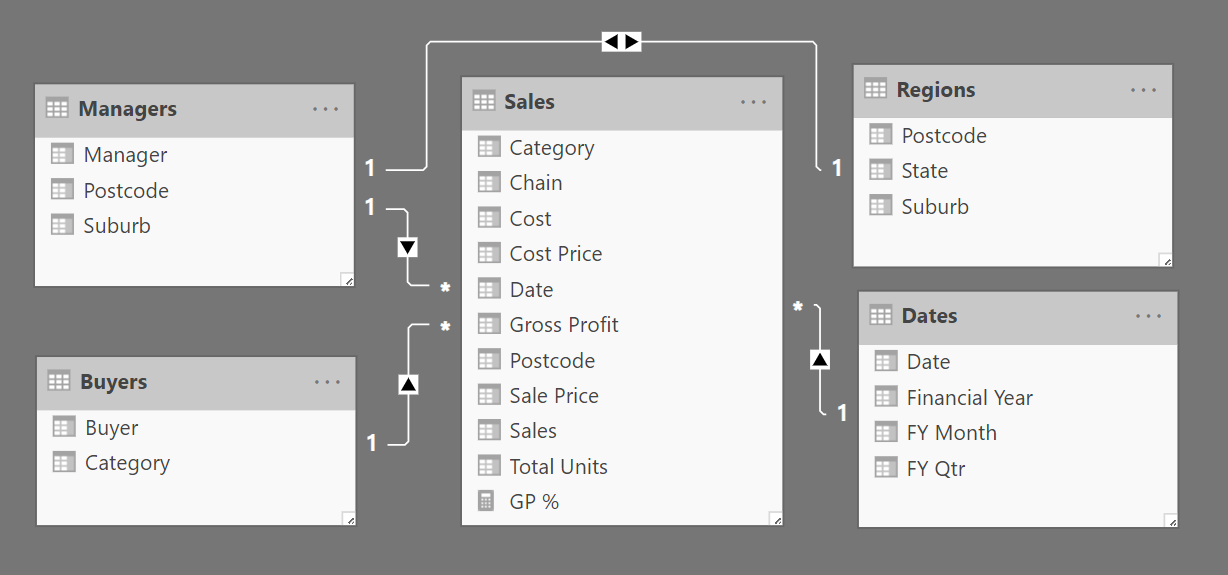 Managers
Manager
Postcode
Suburb
1
1
*
Buyers
Buyer
Category
1
*
Sales
Category
Chain
Cost
Cost Price
Date
Gross Profit
Postcode
Sale Price
Sales
Total Units
GP %
Regions
Postcode
State
Suburb
1
Dates
Date
Financial Year
FY Month
FY Qtr
*
1